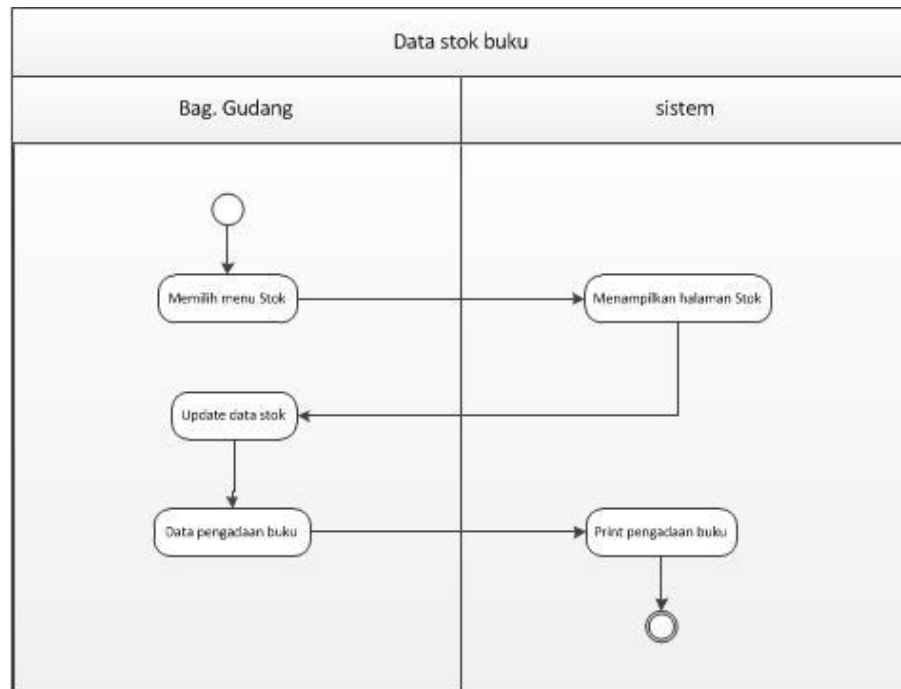 Data stok buku
Bag. Gudang
sistem
Memilih menu Stok
Menampilkan halaman Stok
Update data stok
Data pengadaan buku
Print pengadaan buku